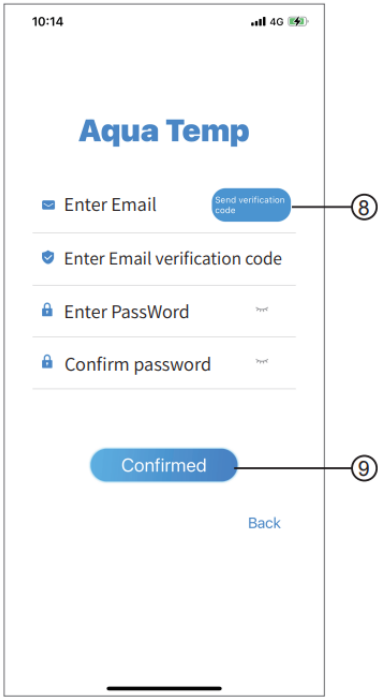 10:14
4G
Aqua Temp
Enter Email
Send verification
code
8
Enter Email verification code
Enter PassWord
Confirm password
Confirmed
9
Back